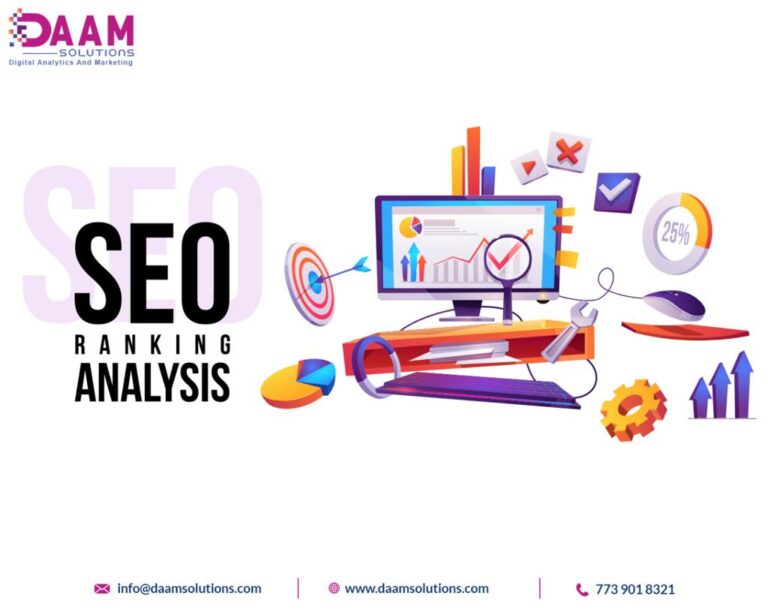 DAAM
SOLUTIONS
Digital Analytics And Marketing
SEO
SEO
RANKING
ANALYSIS
25%
info@daamsolutions.com
www.daamsolutions.com
773 901 8321